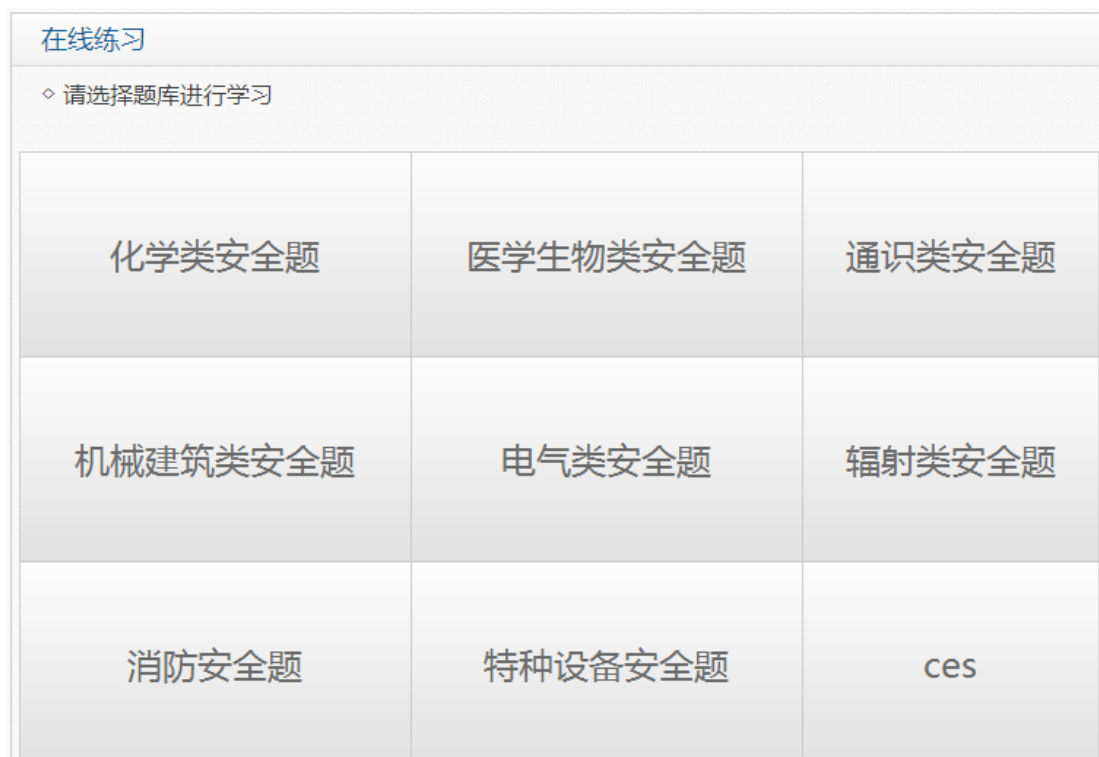 在线练习
◇ 请选择题库进行学习
化学类安全题 医学生物类安全题 通识类安全题
机械建筑类安全题 电气类安全题 辐射类安全题
消防安全题 特种设备安全题 ces